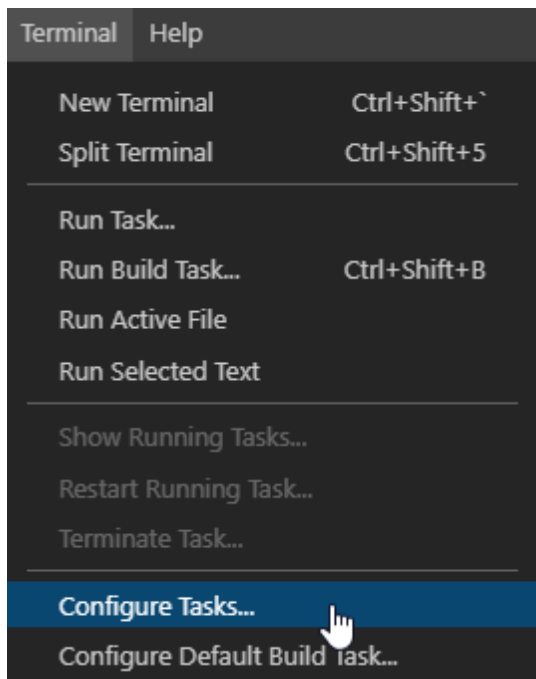 Terminal Help
New Terminal Ctrl+Shift+`
Split Terminal Ctrl+Shift+5
Run Task...
Run Build Task... Ctrl+Shift+B
Run Active File
Run Selected Text
Show Running Tasks...
Restart Running Task...
Terminate Task...
Configure Tasks...
Configure Default Build Task...